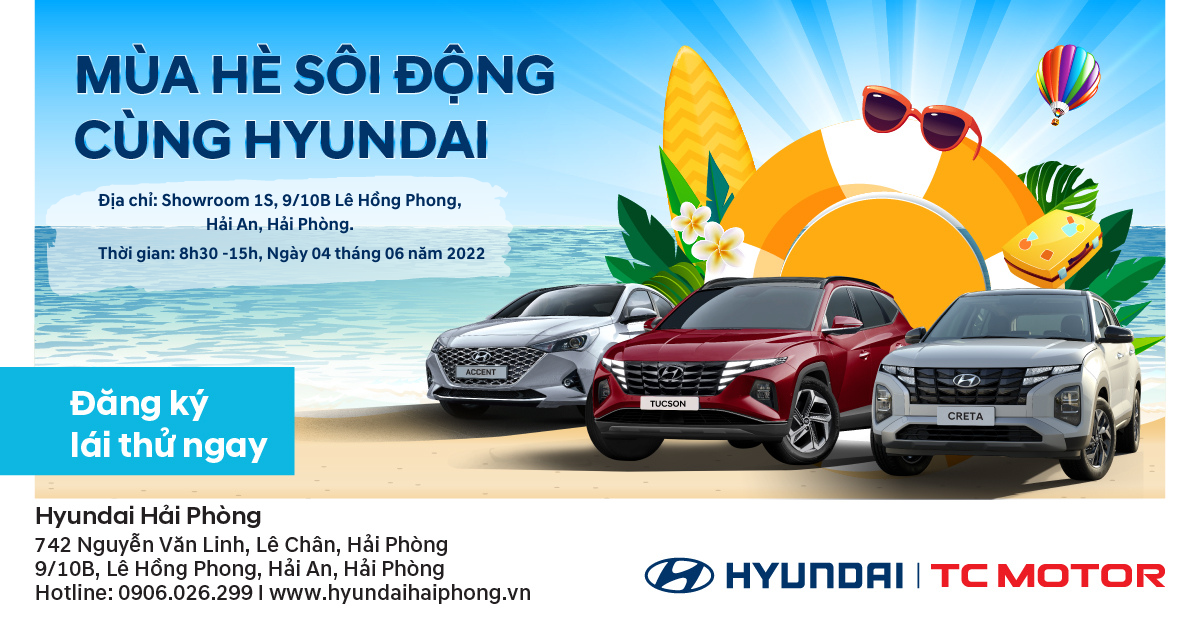 MÙA HÈ SÔI ĐỘNG
CÙNG HYUNDAI
Địa chỉ: Showroom 1S, 9/10B Lê Hồng Phong,
Hải An, Hải Phòng.
Thời gian: 8h30 -15h, Ngày 04 tháng 06 năm 2022
ACCENT
TUCSON
CRETA
Đăng ký
lái thử ngay
Hyundai Hải Phòng
742 Nguyễn Văn Linh, Lê Chân, Hải Phòng
9/10B, Lê Hồng Phong, Hải An, Hải Phòng
Hotline: 0906.026.299 I www.hyundaihaiphong.vn
HYUNDAI | TC MOTOR